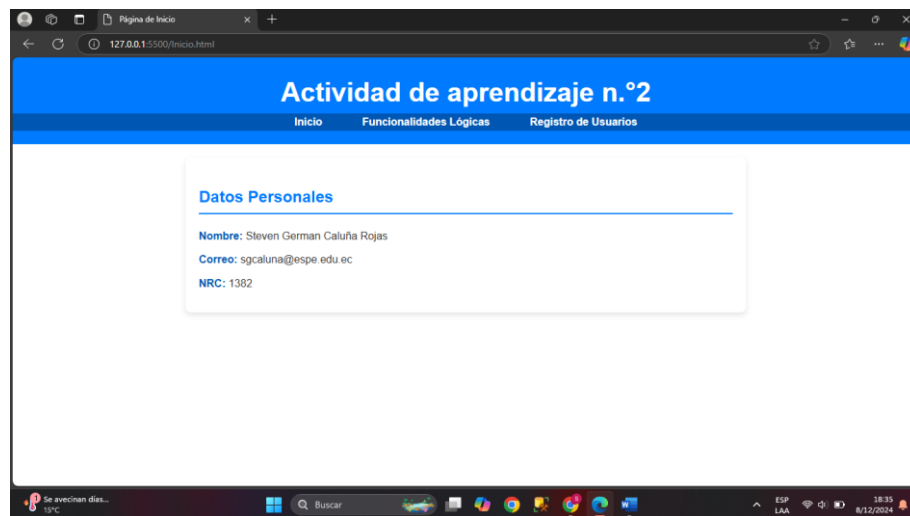 Página de Inicio
127.0.0.1:5500/Inicio.html
Actividad de aprendizaje n.°2
Inicio Funcionalidades Lógicas Registro de Usuarios
Datos Personales
Nombre: Steven German Caluña Rojas
Correo: sgcaluna@espe.edu.ec
NRC: 1382
1 Se avecinan días...
15°C
Buscar
ESP
LAA
18:35
8/12/2024